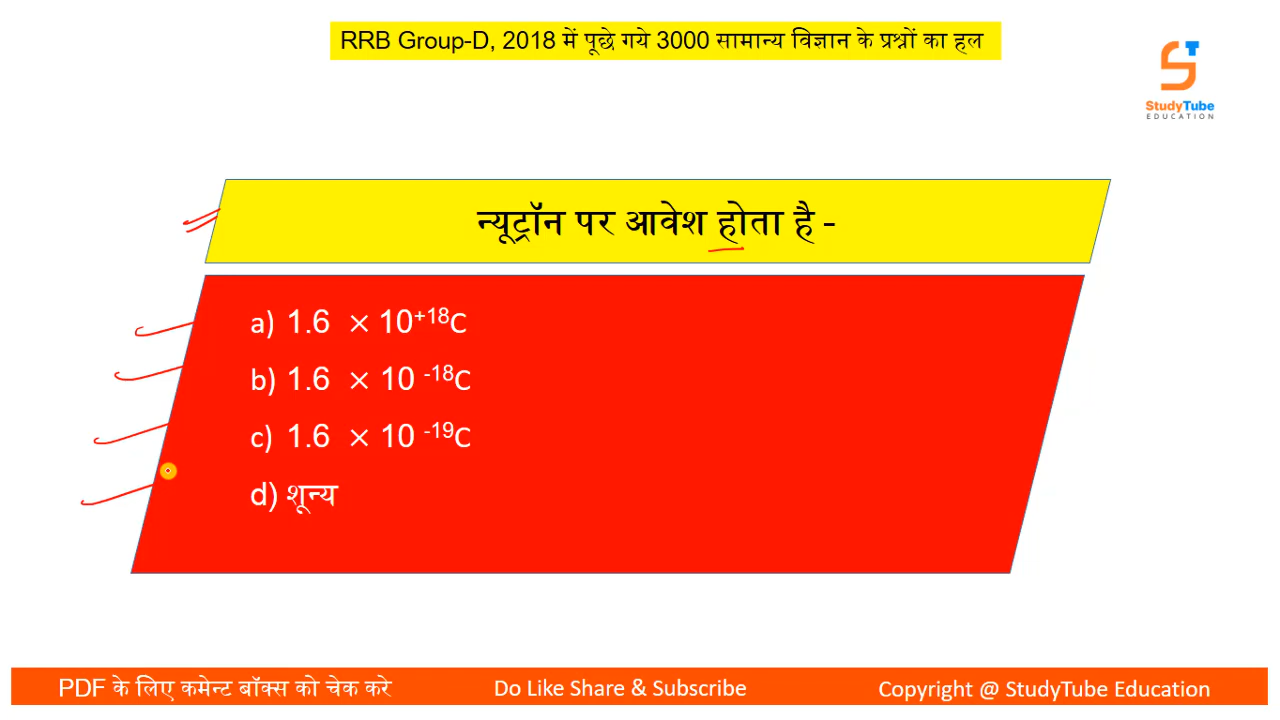 RRB Group-D, 2018 में पूछे गये 3000 सामान्य विज्ञान के प्रश्नों का हल
StudyTube
EDUCATION
न्यूट्रॉन पर आवेश होता है -
a) 1.6 × 10⁺¹⁸C
b) 1.6 × 10 ⁻¹⁸C
c) 1.6 × 10 ⁻¹⁹C
d) शून्य
PDF के लिए कमेन्ट बॉक्स को चेक करे
Do Like Share & Subscribe
Copyright @ StudyTube Education